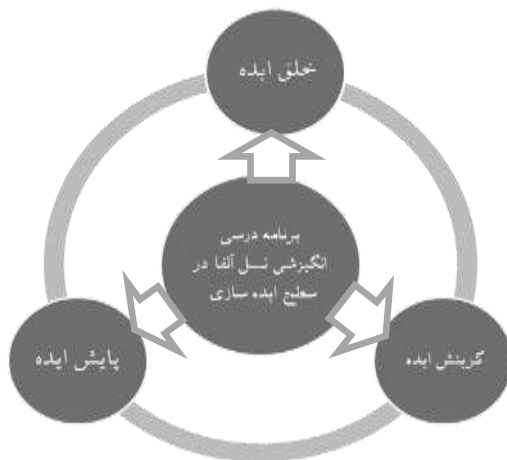 خلق ایده
برنامه درسی
انگیزشی نسل آلفا در
سطح ایده سازی
پایش ایده
گزینش ایده